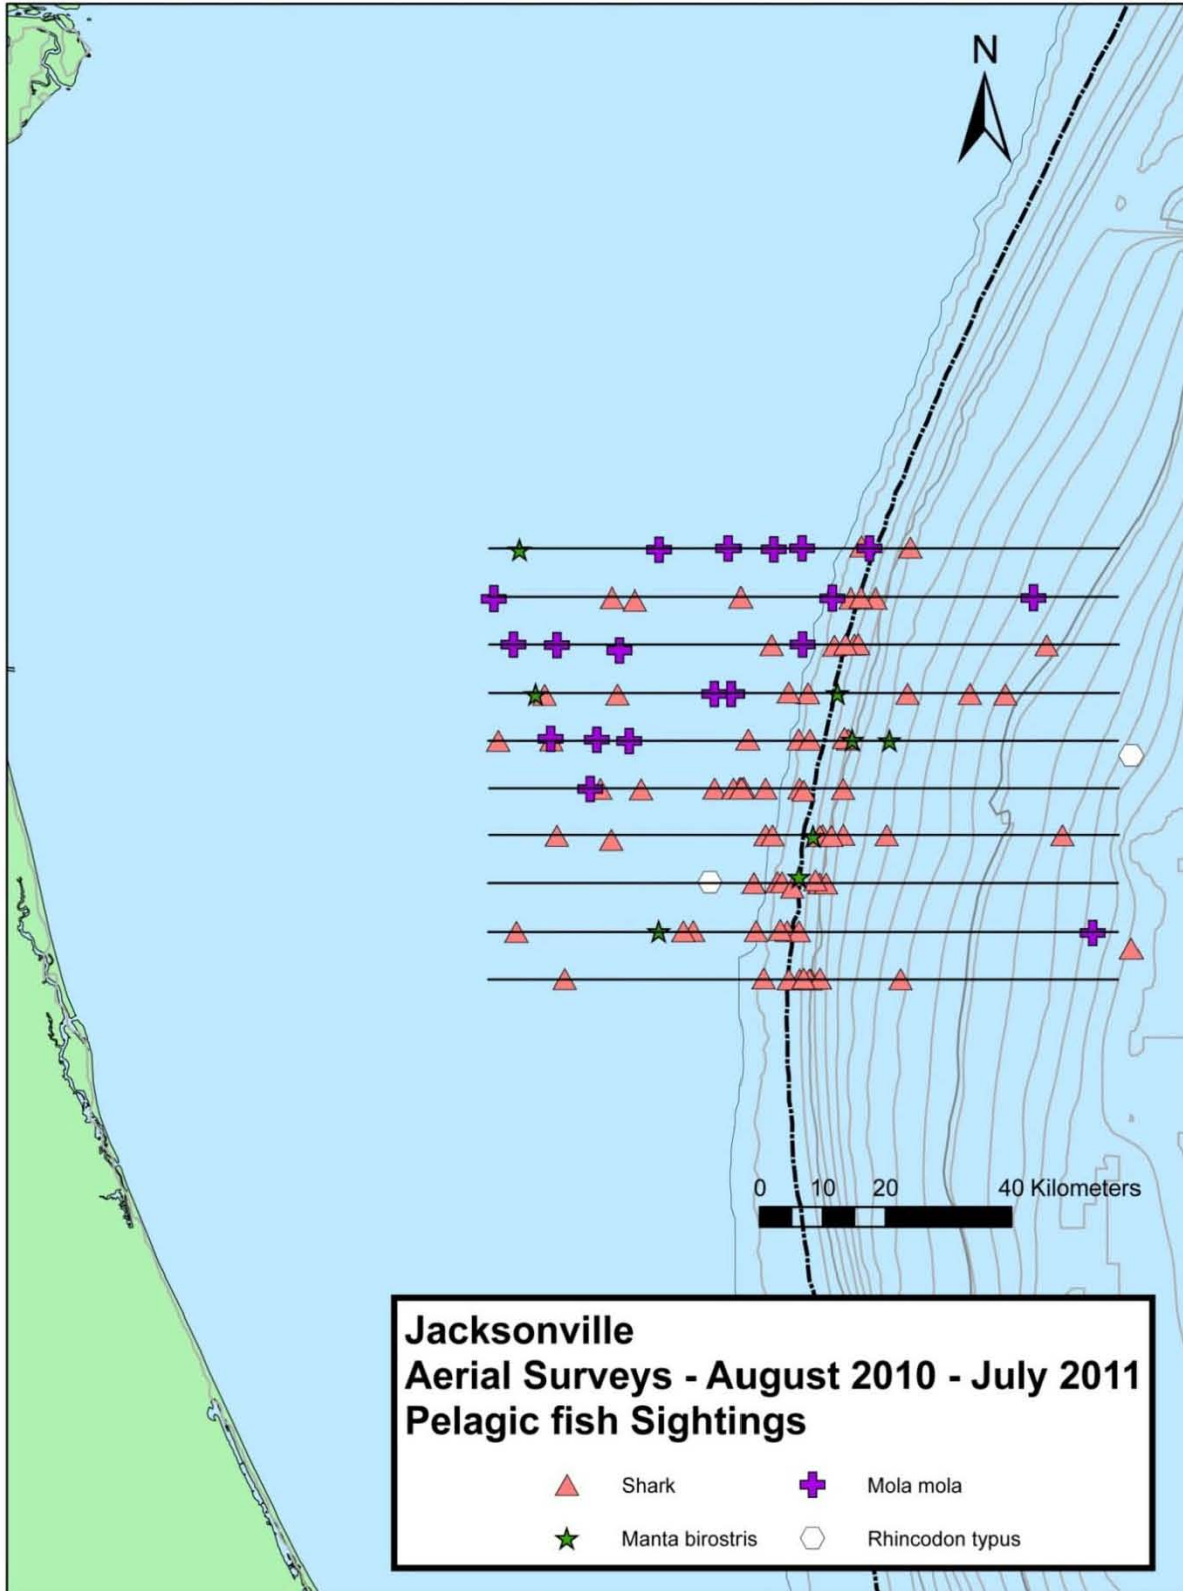 N
0 10 20 40 Kilometers
Jacksonville
Aerial Surveys - August 2010 - July 2011
Pelagic fish Sightings
Shark Mola mola
Manta birostris Rhincodon typus